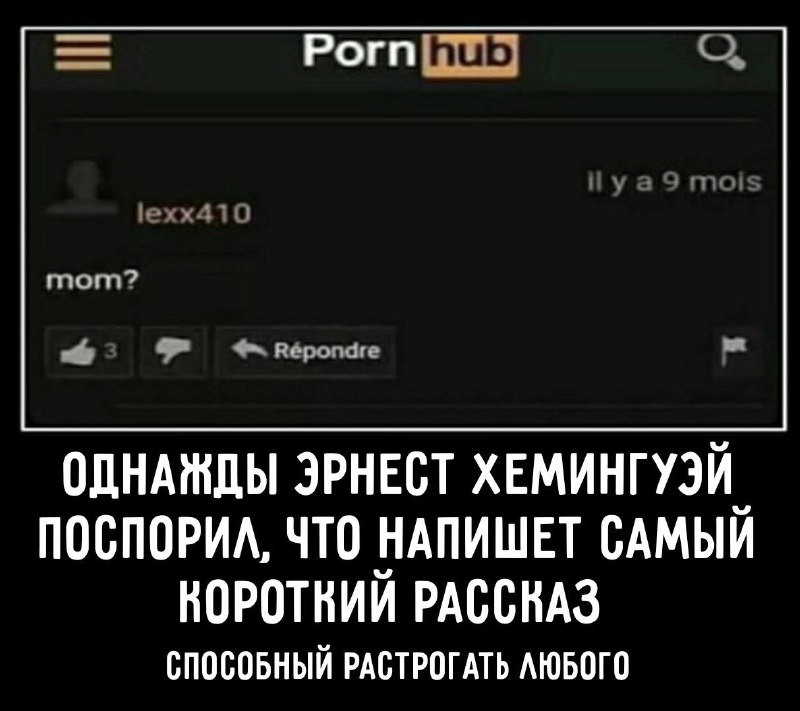 Porn hub
Il y a 9 mois
lexx410
mom?
3 Répondre
ОДНАЖДЫ ЭРНЕСТ ХЕМИНГУЭЙ
ПОСПОРИЛ, ЧТО НАПИШЕТ САМЫЙ
КОРОТКИЙ РАССКАЗ
СПОСОБНЫЙ РАСТРОГАТЬ ЛЮБОГО